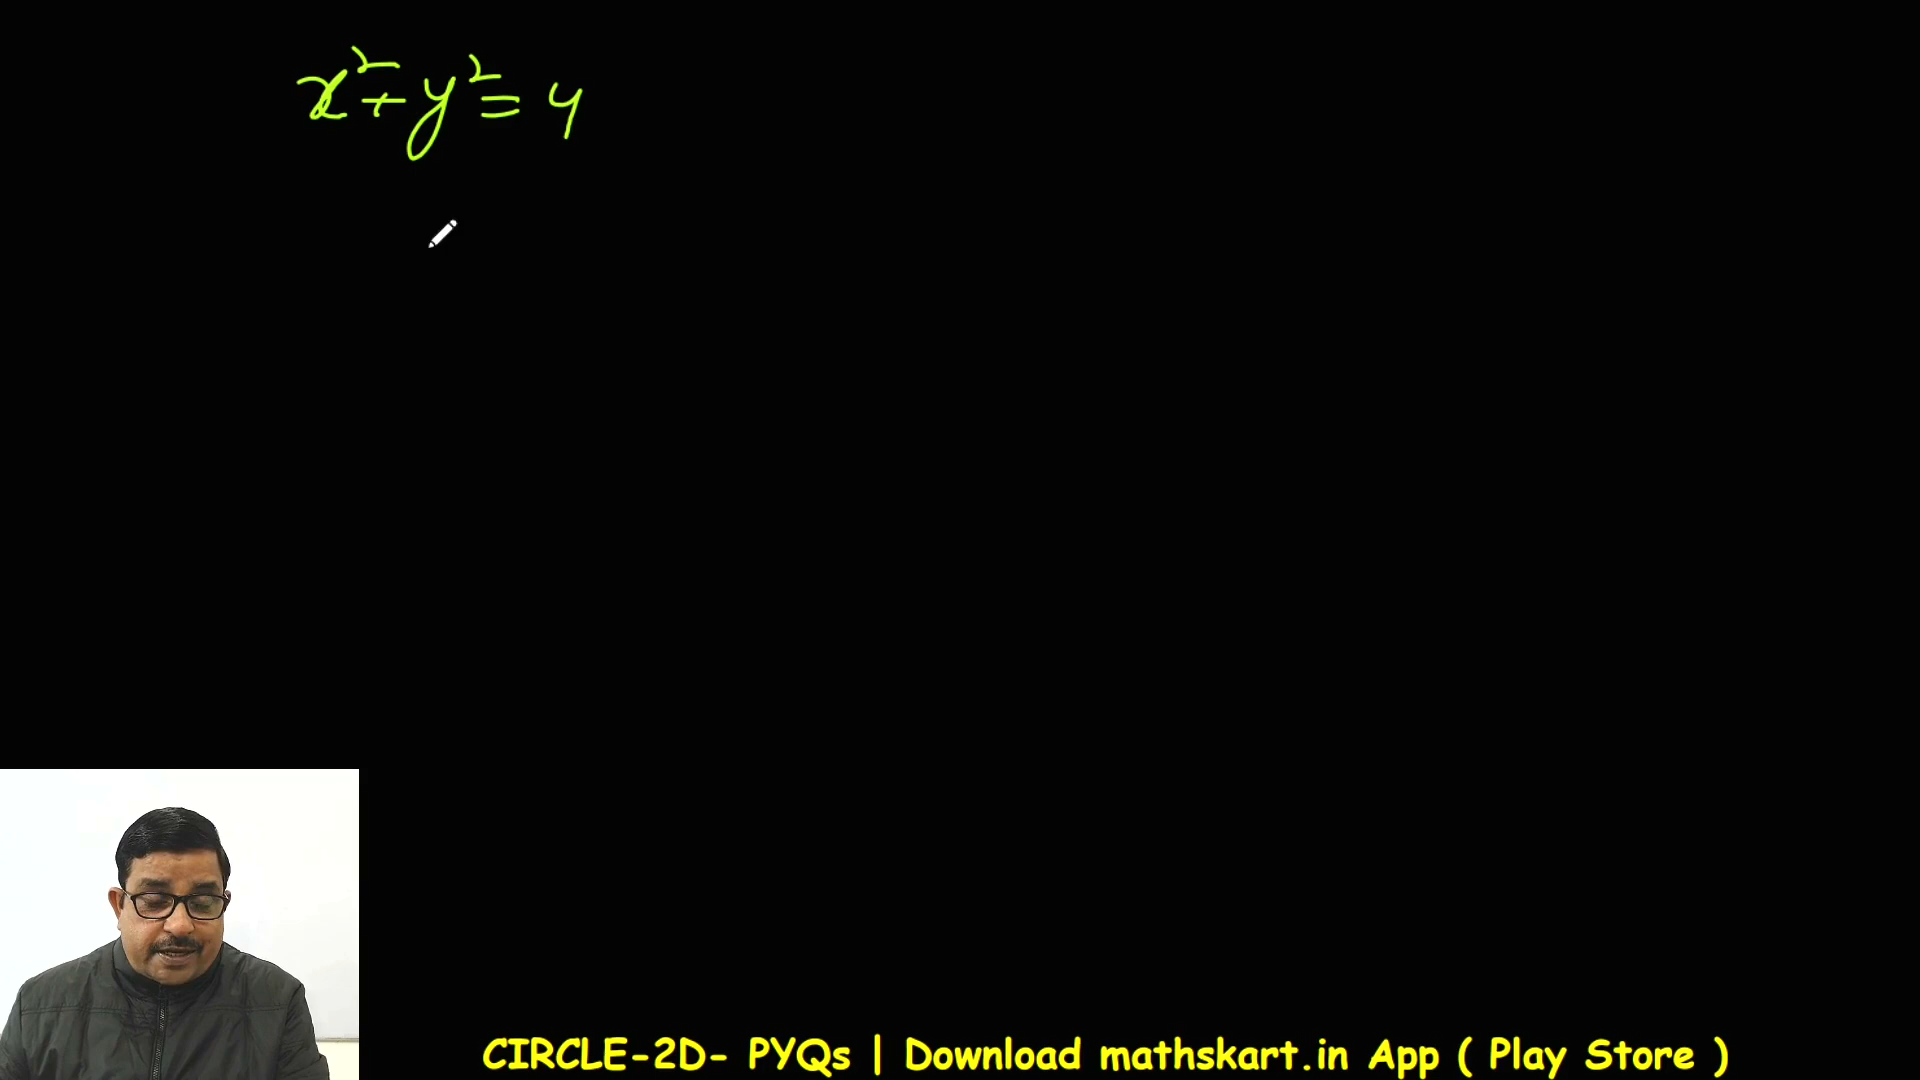 x² + y² = 4
CIRCLE-2D- PYQs | Download mathskart.in App ( Play Store )